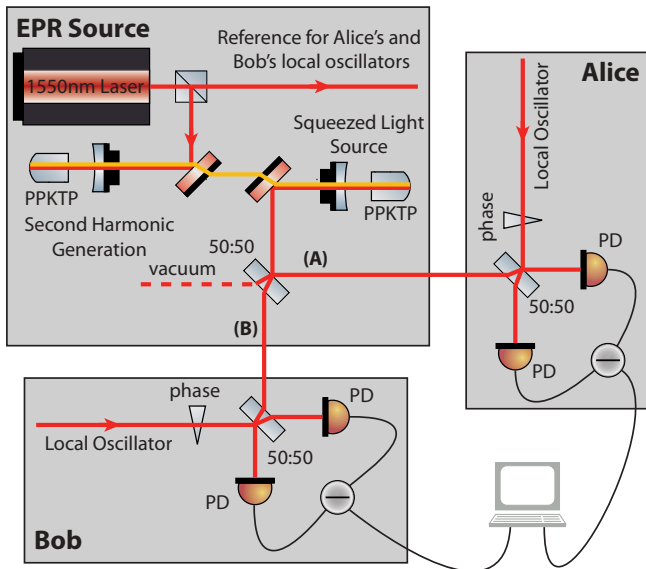 EPR Source
1550nm Laser
Reference for Alice's and
Bob's local oscillators
Squeezed Light
Source
PPKTP
PPKTP
Second Harmonic
Generation
50:50
vacuum
(A)
(B)
Alice
Local Oscillator
phase
PD
50:50
PD
phase
PD
Local Oscillator
50:50
PD
Bob